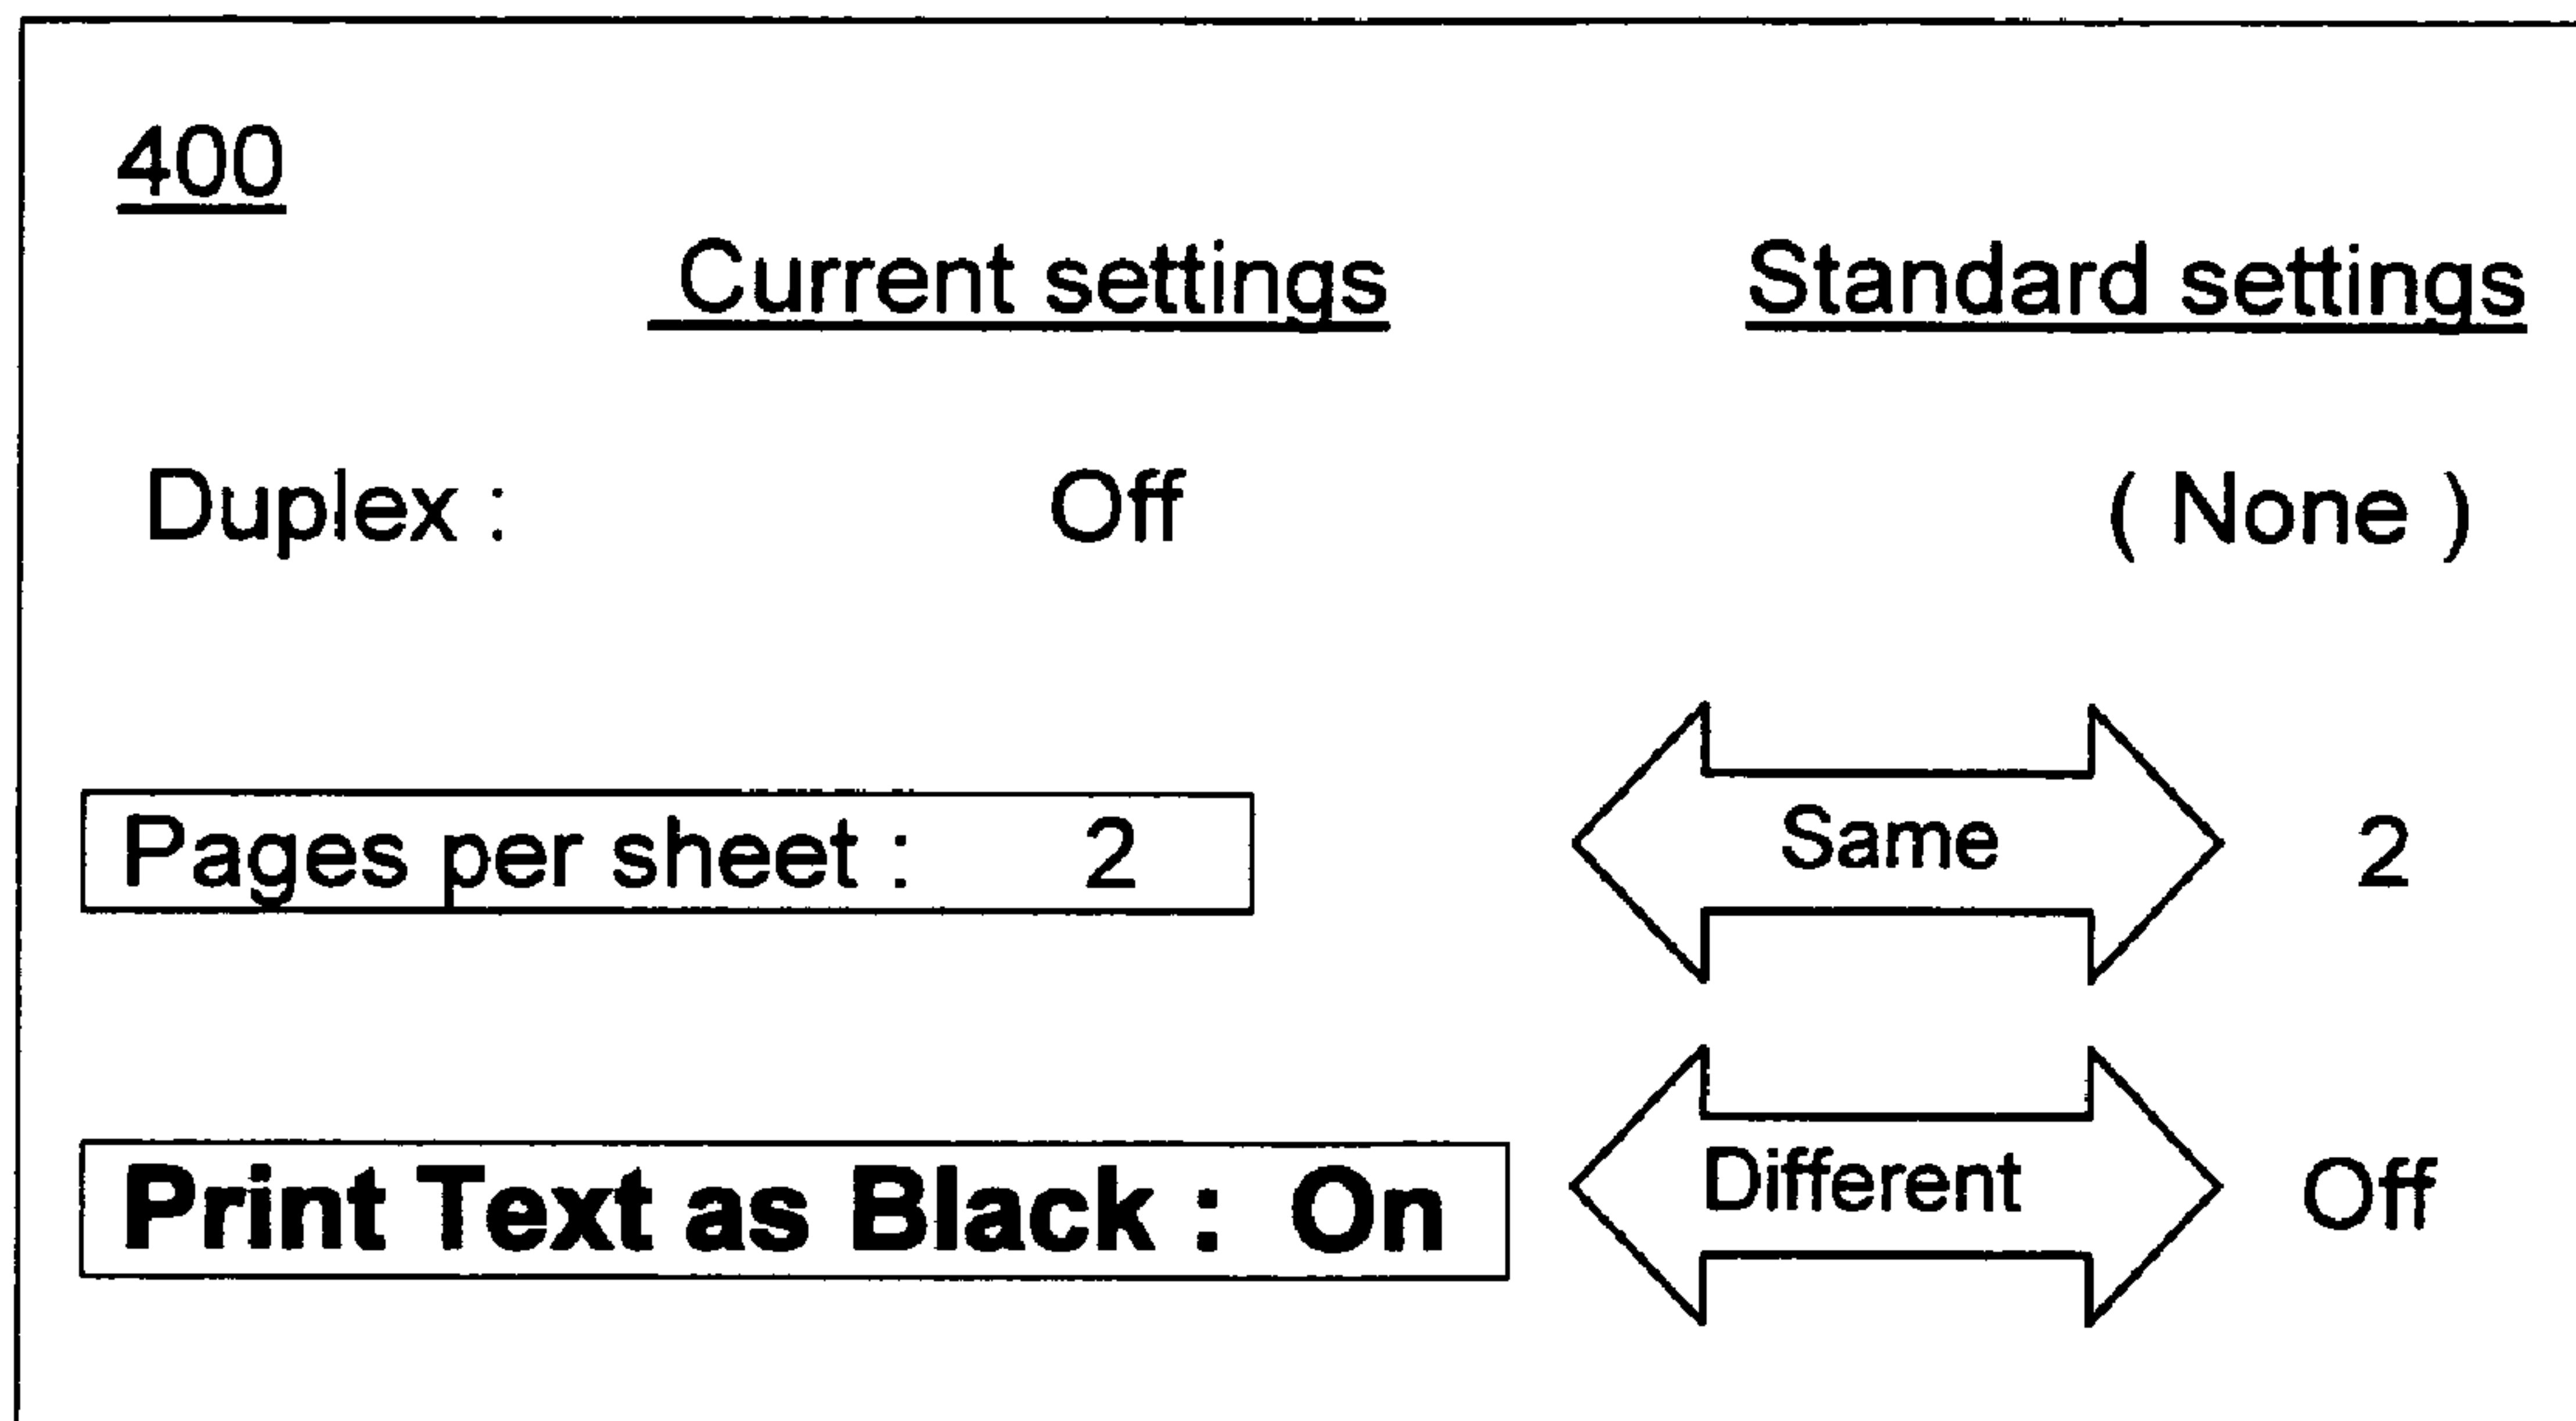 400
Current settings Standard settings
Duplex : Off ( None )
Pages per sheet : 2 Same 2
Print Text as Black : On Different Off